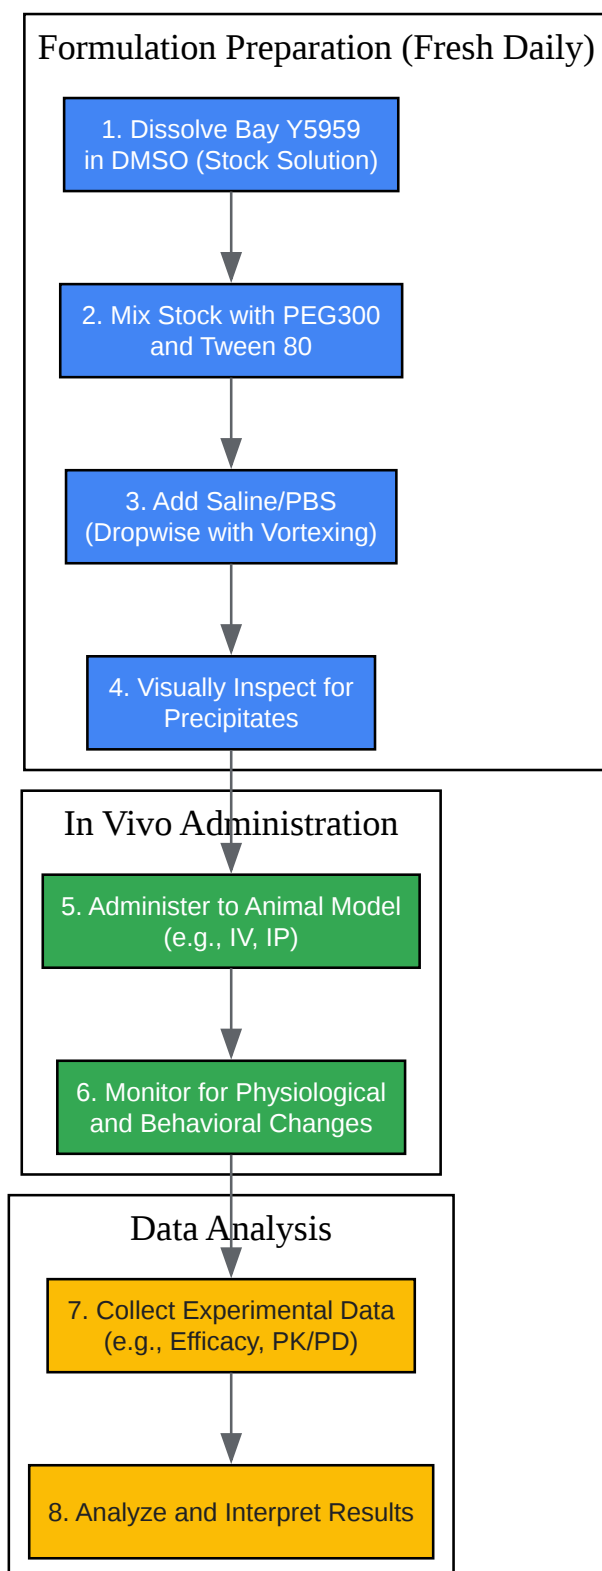 Formulation Preparation (Fresh Daily)
1. Dissolve Bay Y5959
in DMSO (Stock Solution)
2. Mix Stock with PEG300
and Tween 80
3. Add Saline/PBS
(Dropwise with Vortexing)
4. Visually Inspect for
Precipitates
In Vivo Administration
5. Administer to Animal Model
(e.g., IV, IP)
6. Monitor for Physiological
and Behavioral Changes
Data Analysis
7. Collect Experimental Data
(e.g., Efficacy, PK/PD)
8. Analyze and Interpret Results